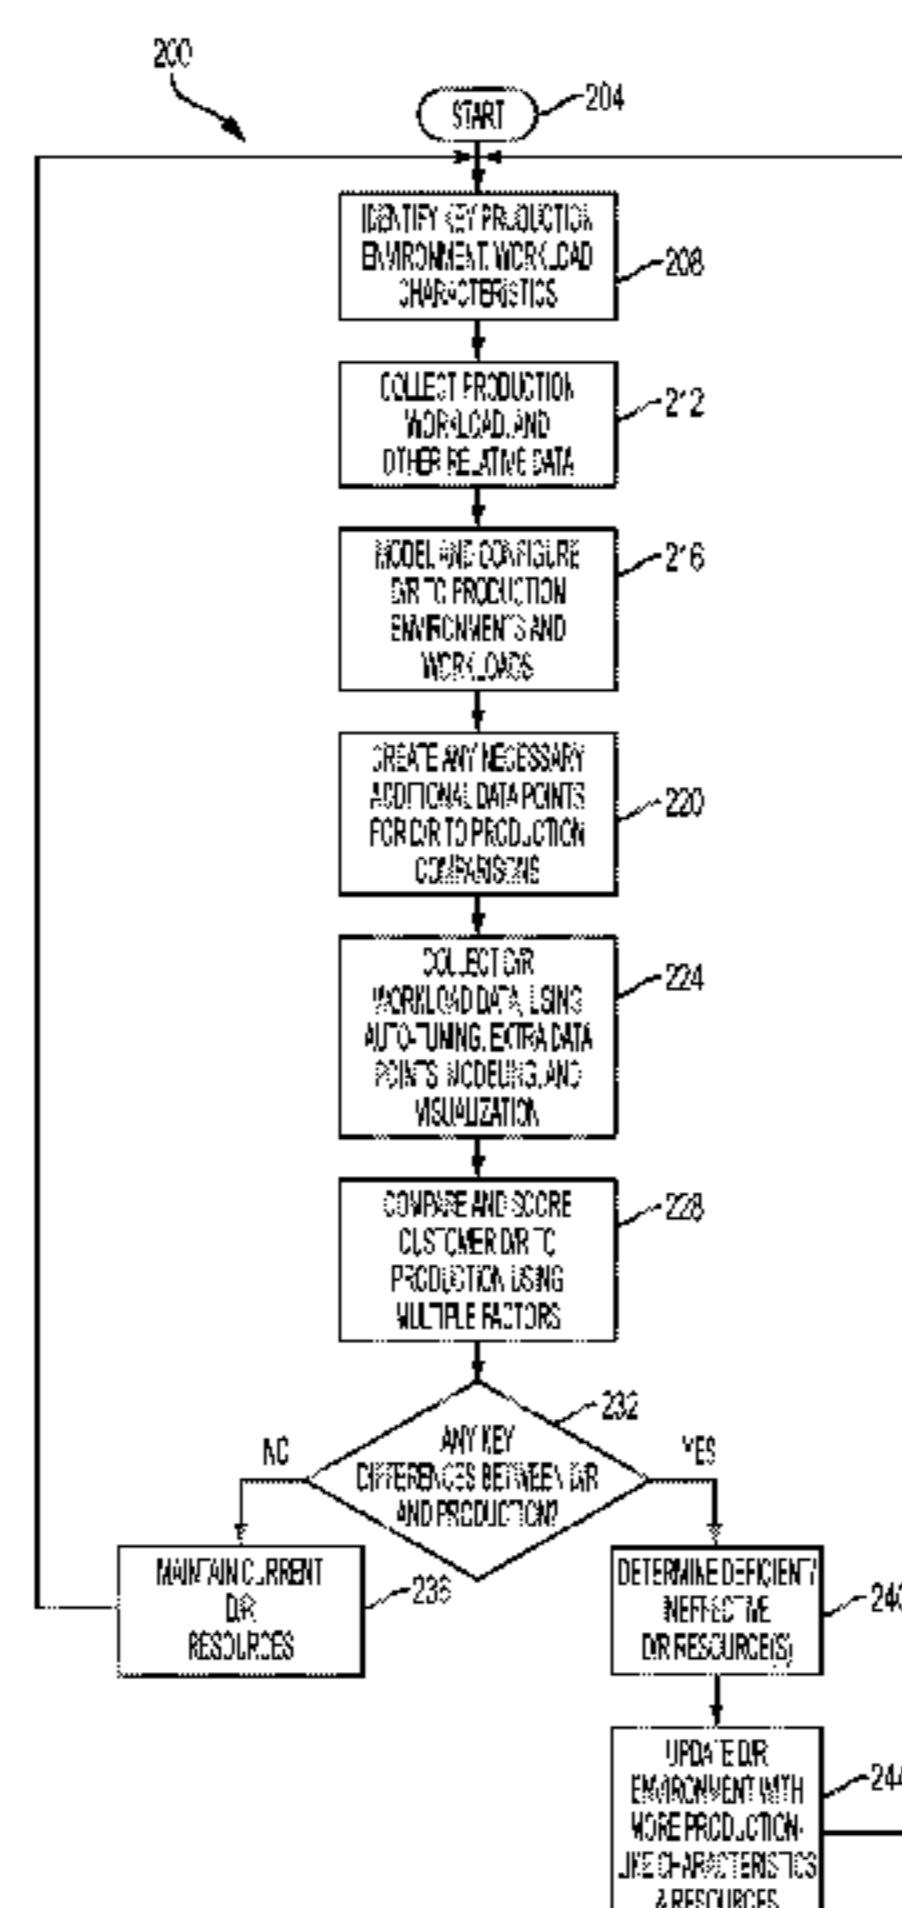 200
START
204
IDENTIFY KEY PRODUCTION
ENVIRONMENT, WORKLOAD
CHARACTERISTICS
208
COLLECT PRODUCTION
WORKLOAD, AND
OTHER RELATIVE DATA
212
MODEL AND CONFIGURE
D/R TO PRODUCTION
ENVIRONMENTS AND
WORKLOADS
216
CREATE ANY NECESSARY
ADDITIONAL DATA POINTS
FOR D/R TO PRODUCTION
COMPARISONS
220
COLLECT D/R
WORKLOAD DATA, USING
AUTO-TUNING, EXTRA DATA
POINTS, MODELING, AND
VISUALIZATION
224
COMPARE AND SCORE
CUSTOMER D/R TO
PRODUCTION USING
MULTIPLE FACTORS
228
ANY KEY
DIFFERENCES BETWEEN D/R
AND PRODUCTION?
232
NO
YES
MAINTAIN CURRENT
D/R
RESOURCES
236
DETERMINE DEFICIENT/
INEFFECTIVE
D/R RESOURCE(S)
240
UPDATE D/R
ENVIRONMENT WITH
MORE PRODUCTION-
LIKE CHARACTERISTICS
& RESOURCES
244